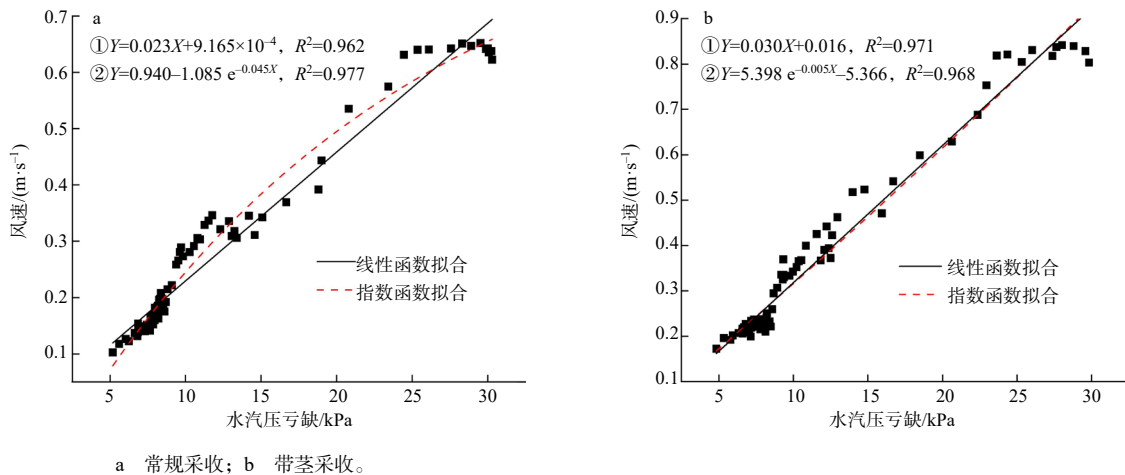 a
①Y=0.023X+9.165×10⁻⁴, R²=0.962
②Y=0.940–1.085 e⁻⁰·⁰⁴⁵ˣ, R²=0.977
0.7
0.6
0.5
0.4
0.3
0.2
0.1
风速/(m·s⁻¹)
线性函数拟合
指数函数拟合
5 10 15 20 25 30
水汽压亏缺/kPa
b
①Y=0.030X+0.016, R²=0.971
②Y=5.398 e⁻⁰·⁰⁰⁵ˣ–5.366, R²=0.968
0.9
0.8
0.7
0.6
0.5
0.4
0.3
0.2
0.1
风速/(m·s⁻¹)
线性函数拟合
指数函数拟合
5 10 15 20 25 30
水汽压亏缺/kPa
a 常规采收; b 带茎采收。